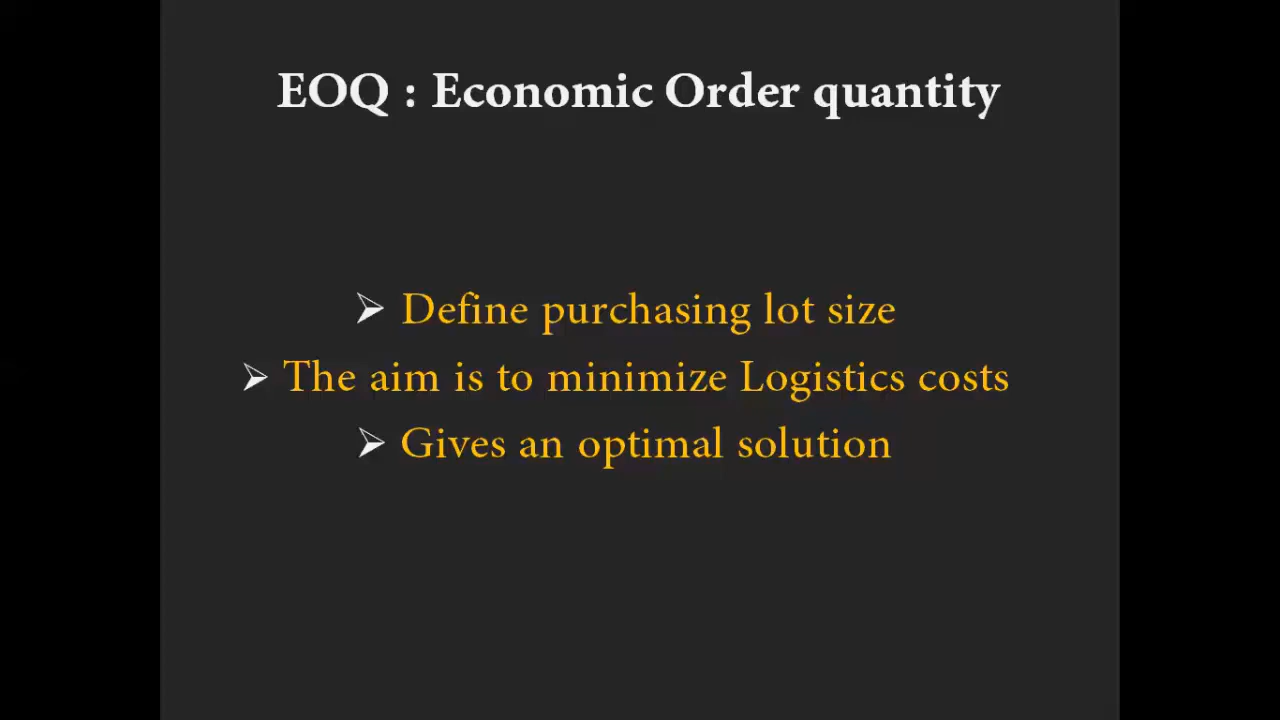 EOQ : Economic Order quantity
➢ Define purchasing lot size
➢ The aim is to minimize Logistics costs
➢ Gives an optimal solution